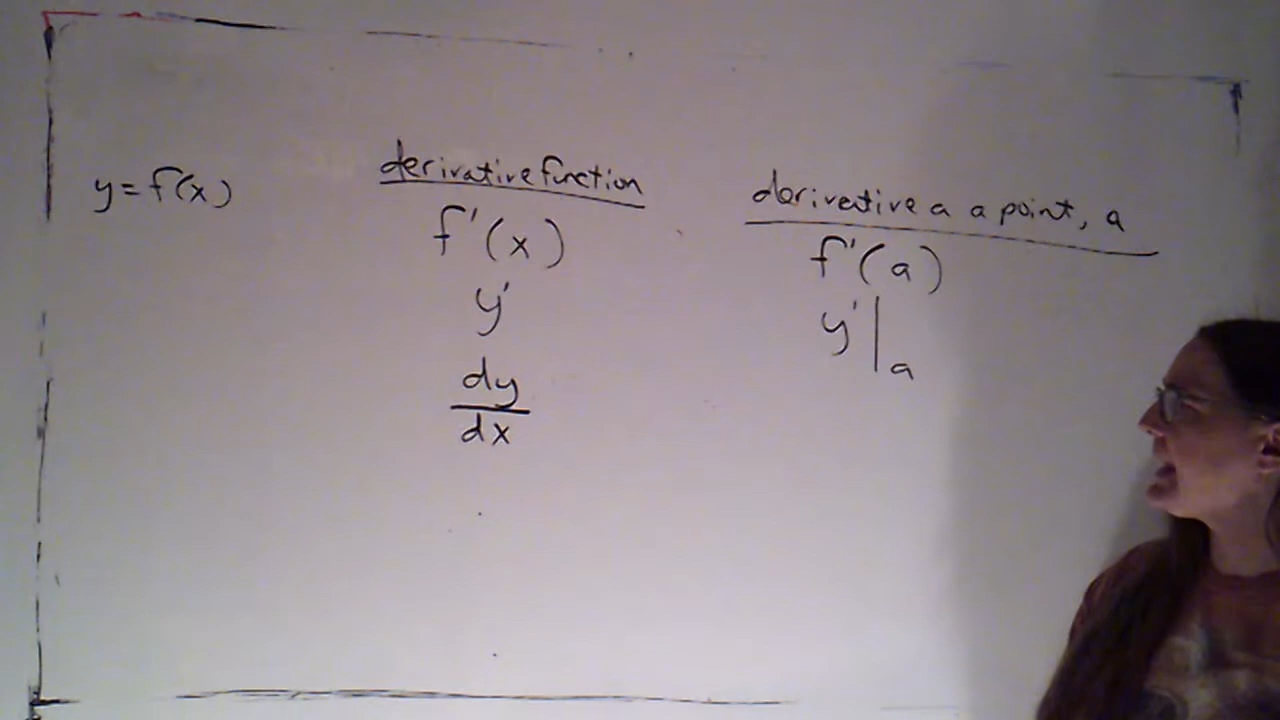 y = f(x)
derivative function
f'(x)
y'
dy
dx
derivative a a point, a
f'(a)
y'|a